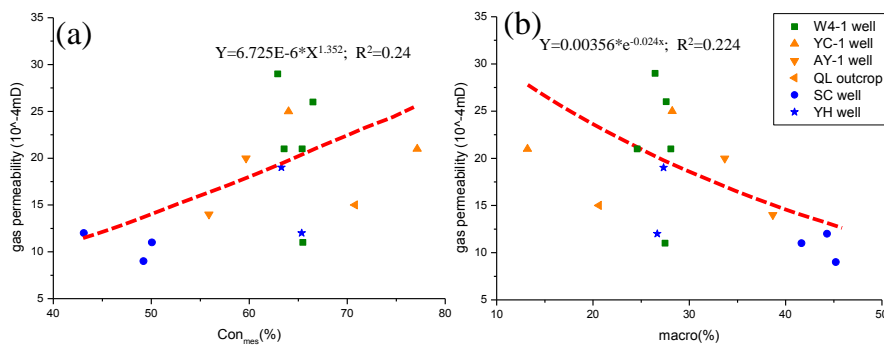 (a)
Y=6.725E-6*X^1.352; R^2=0.24
gas permeability (10^-4mD)
35
30
25
20
15
10
5
40
50
60
70
80
Con_mes(%)
(b)
Y=0.00356*e^-0.024x; R^2=0.224
gas permeability (10^-4mD)
35
30
25
20
15
10
5
10
20
30
40
50
macro(%)
W4-1 well
YC-1 well
AY-1 well
QL outcrop
SC well
YH well